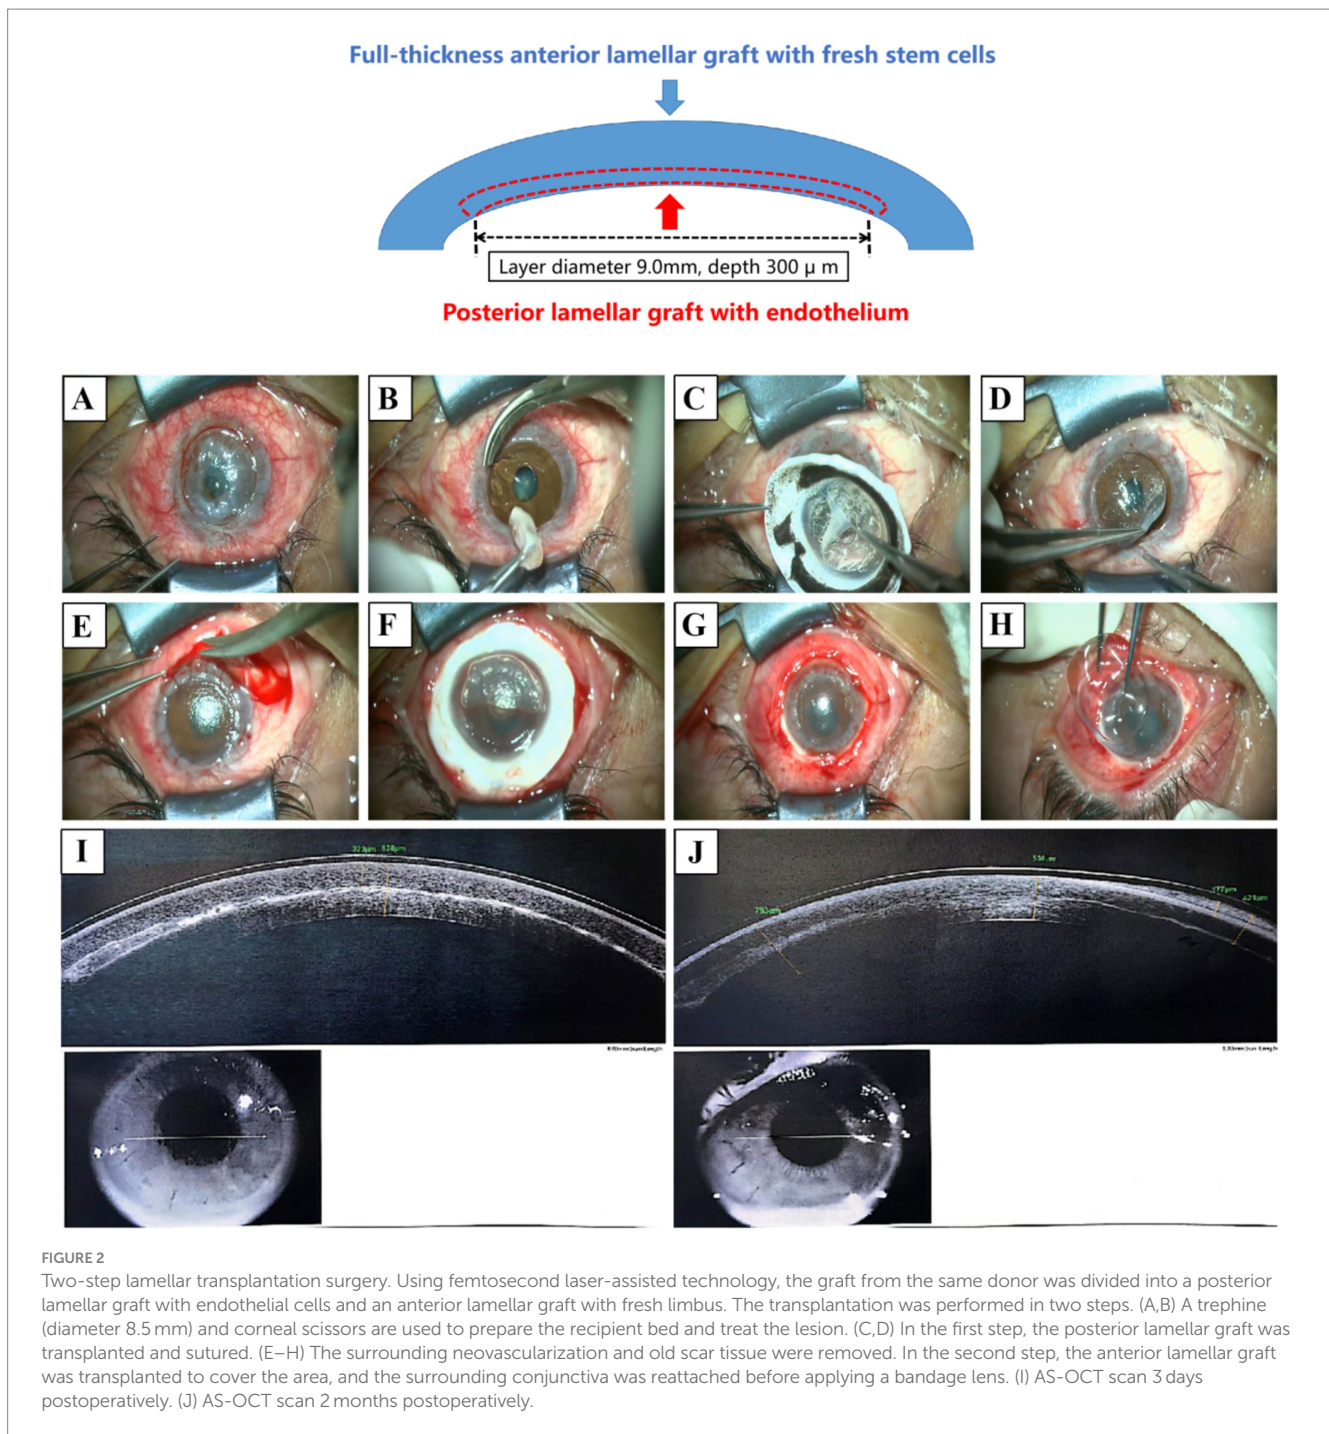 Full-thickness anterior lamellar graft with fresh stem cells
Layer diameter 9.0mm, depth 300 μ m
Posterior lamellar graft with endothelium
A
B
C
D
E
F
G
H
I
J
FIGURE 2
Two-step lamellar transplantation surgery. Using femtosecond laser-assisted technology, the graft from the same donor was divided into a posterior
lamellar graft with endothelial cells and an anterior lamellar graft with fresh limbus. The transplantation was performed in two steps. (A,B) A trephine
(diameter 8.5 mm) and corneal scissors are used to prepare the recipient bed and treat the lesion. (C,D) In the first step, the posterior lamellar graft was
transplanted and sutured. (E–H) The surrounding neovascularization and old scar tissue were removed. In the second step, the anterior lamellar graft
was transplanted to cover the area, and the surrounding conjunctiva was reattached before applying a bandage lens. (I) AS-OCT scan 3 days
postoperatively. (J) AS-OCT scan 2 months postoperatively.